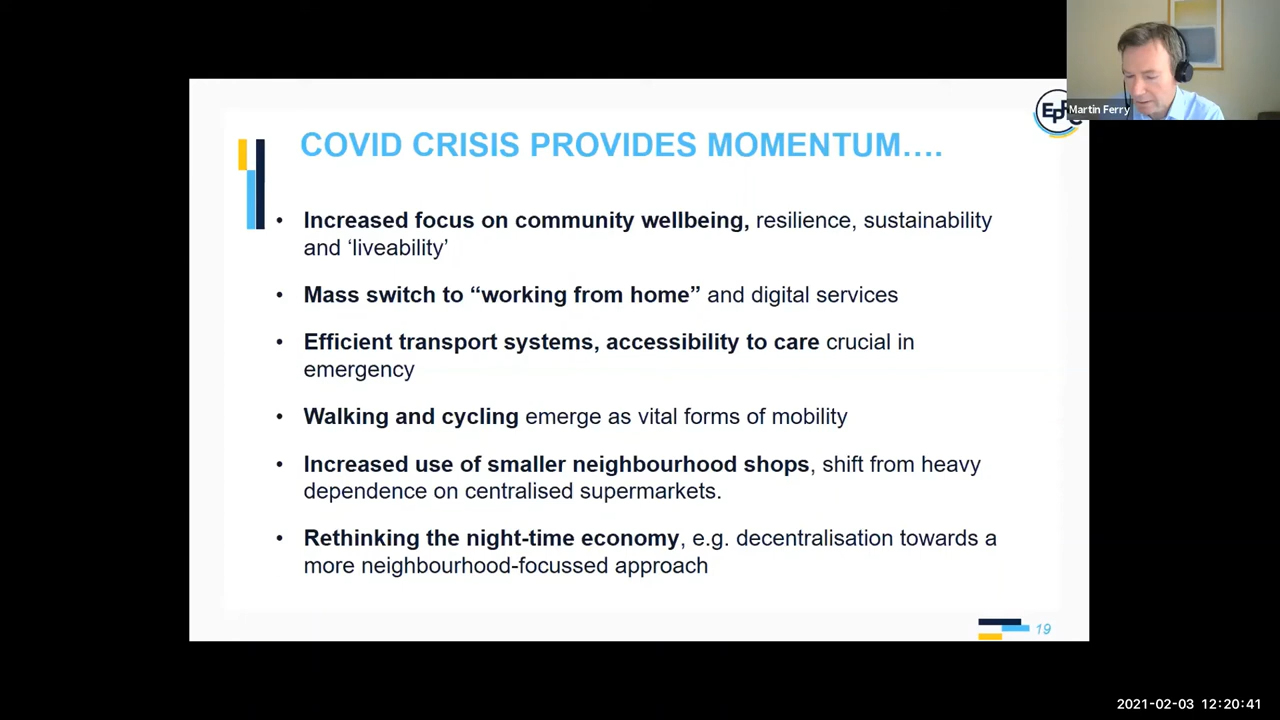 COVID CRISIS PROVIDES MOMENTUM....
• Increased focus on community wellbeing, resilience, sustainability
and ‘liveability’
• Mass switch to “working from home” and digital services
• Efficient transport systems, accessibility to care crucial in
emergency
• Walking and cycling emerge as vital forms of mobility
• Increased use of smaller neighbourhood shops, shift from heavy
dependence on centralised supermarkets.
• Rethinking the night-time economy, e.g. decentralisation towards a
more neighbourhood-focussed approach
19
Martin Ferry
2021-02-03 12:20:41